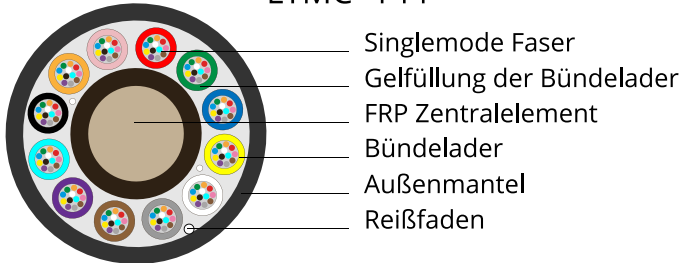 Singlemode Faser
Gelfüllung der Bündelader
FRP Zentralelement
Bündelader
Außenmantel
Reißfaden